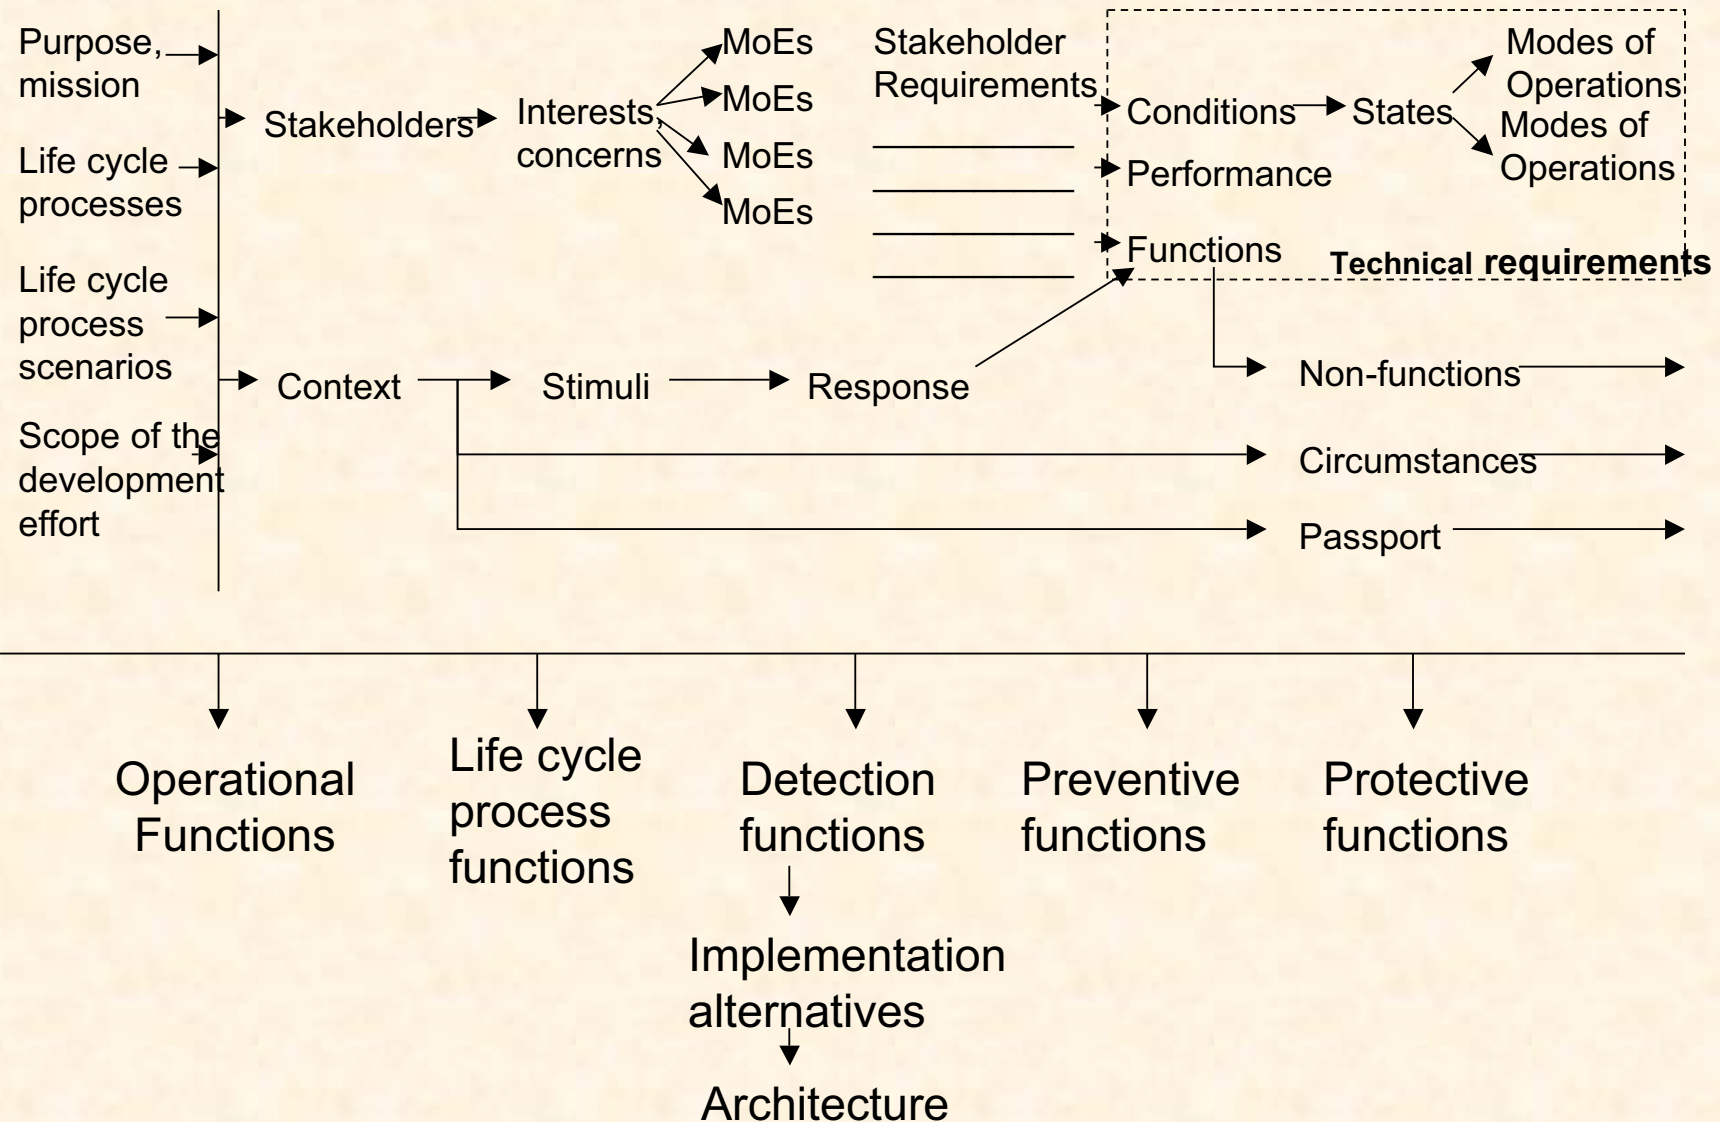 Purpose,
mission
Life cycle
processes
Life cycle
process
scenarios
Scope of the
development
effort
Stakeholders
Interests,
concerns
MoEs
MoEs
MoEs
MoEs
Stakeholder
Requirements
Conditions
Performance
Functions
States
Modes of
Operations
Modes of
Operations
Technical requirements
Context
Stimuli
Response
Non-functions
Circumstances
Passport
Operational
Functions
Life cycle
process
functions
Detection
functions
Preventive
functions
Protective
functions
Implementation
alternatives
Architecture